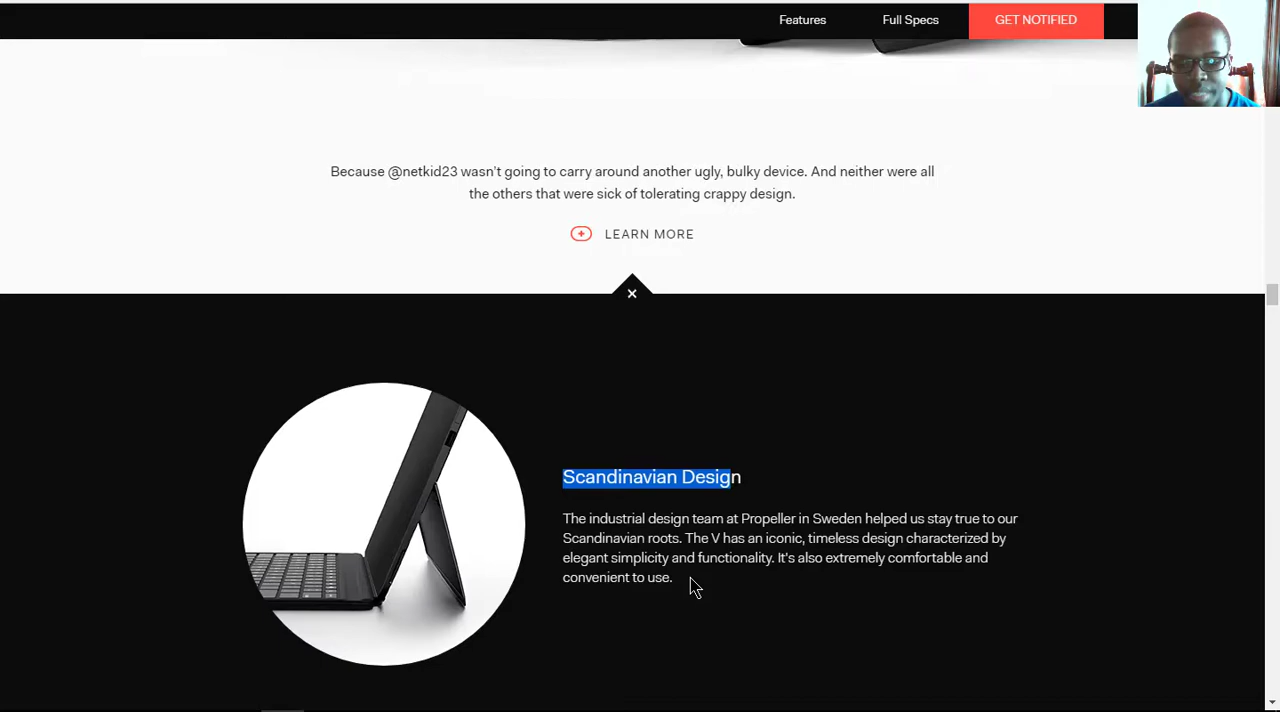 Features Full Specs GET NOTIFIED
Because @netkid23 wasn't going to carry around another ugly, bulky device. And neither were all
the others that were sick of tolerating crappy design.
LEARN MORE
Scandinavian Design
The industrial design team at Propeller in Sweden helped us stay true to our
Scandinavian roots. The V has an iconic, timeless design characterized by
elegant simplicity and functionality. It's also extremely comfortable and
convenient to use.